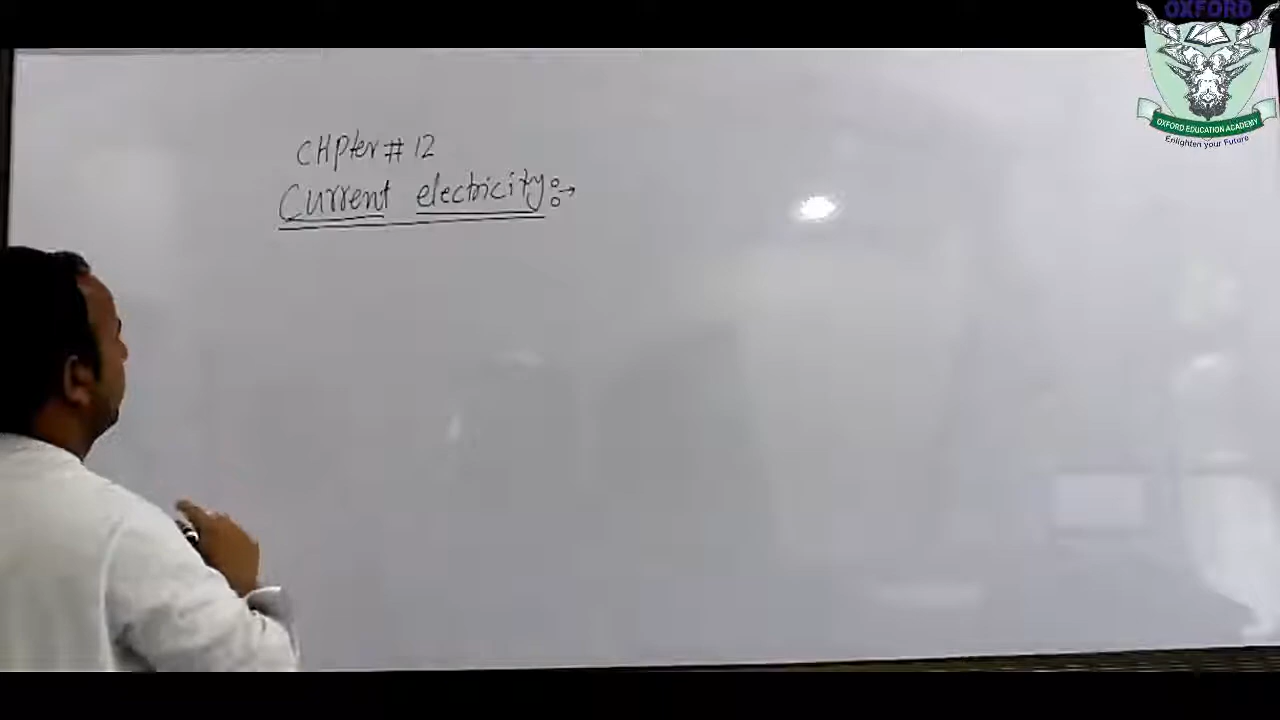 OXFORD
OXFORD EDUCATION ACADEMY
Enlighten your Future
CHPter # 12
Current electricity:→